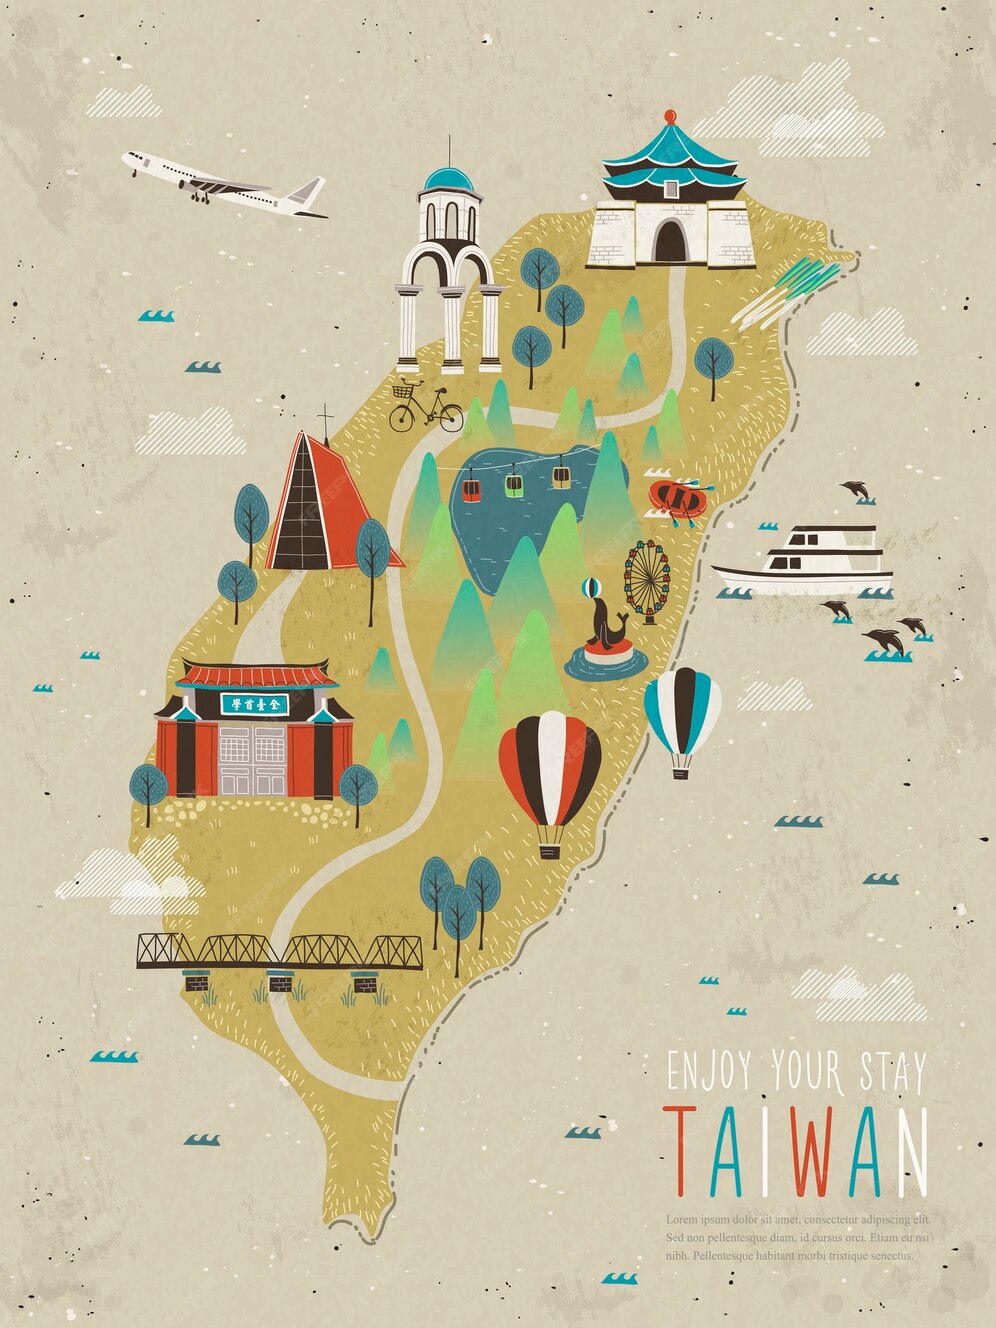 學首臺全
ENJOY YOUR STAY
TAIWAN
Lorem ipsum dolor sit amet, consectetur adipiscing elit.
Sed non pellentesque diam, id cursus orci. Etiam eu nsi
nibh. Pellentesque habitant morbi tristique senectus.